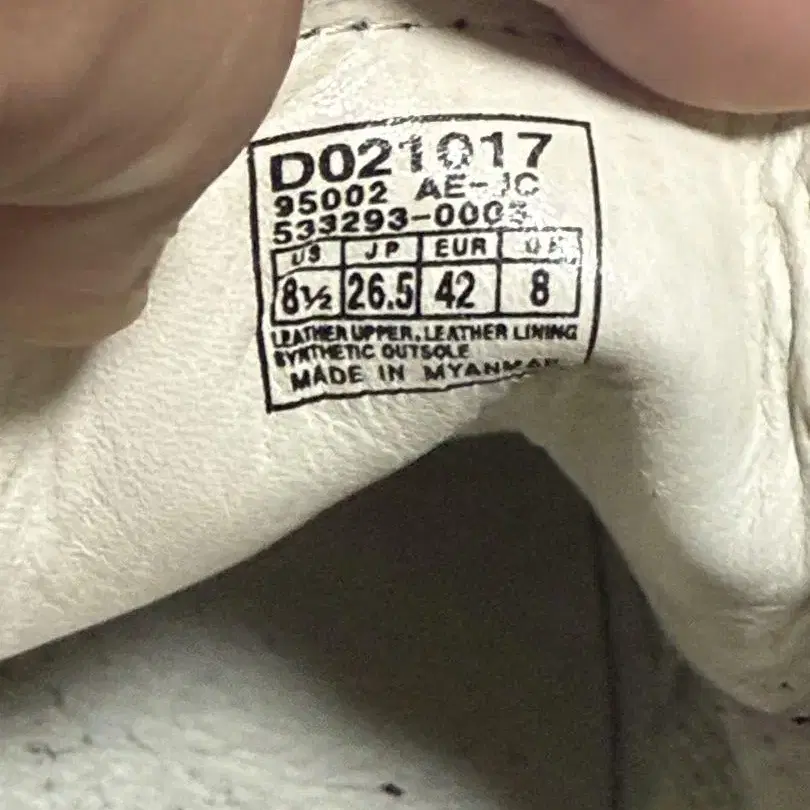 D021017
95002 AE-JC
533293-0003
US JP EUR UK
8½ 26.5 42 8
LEATHER UPPER, LEATHER LINING
SYNTHETIC OUTSOLE
MADE IN MYANMAR